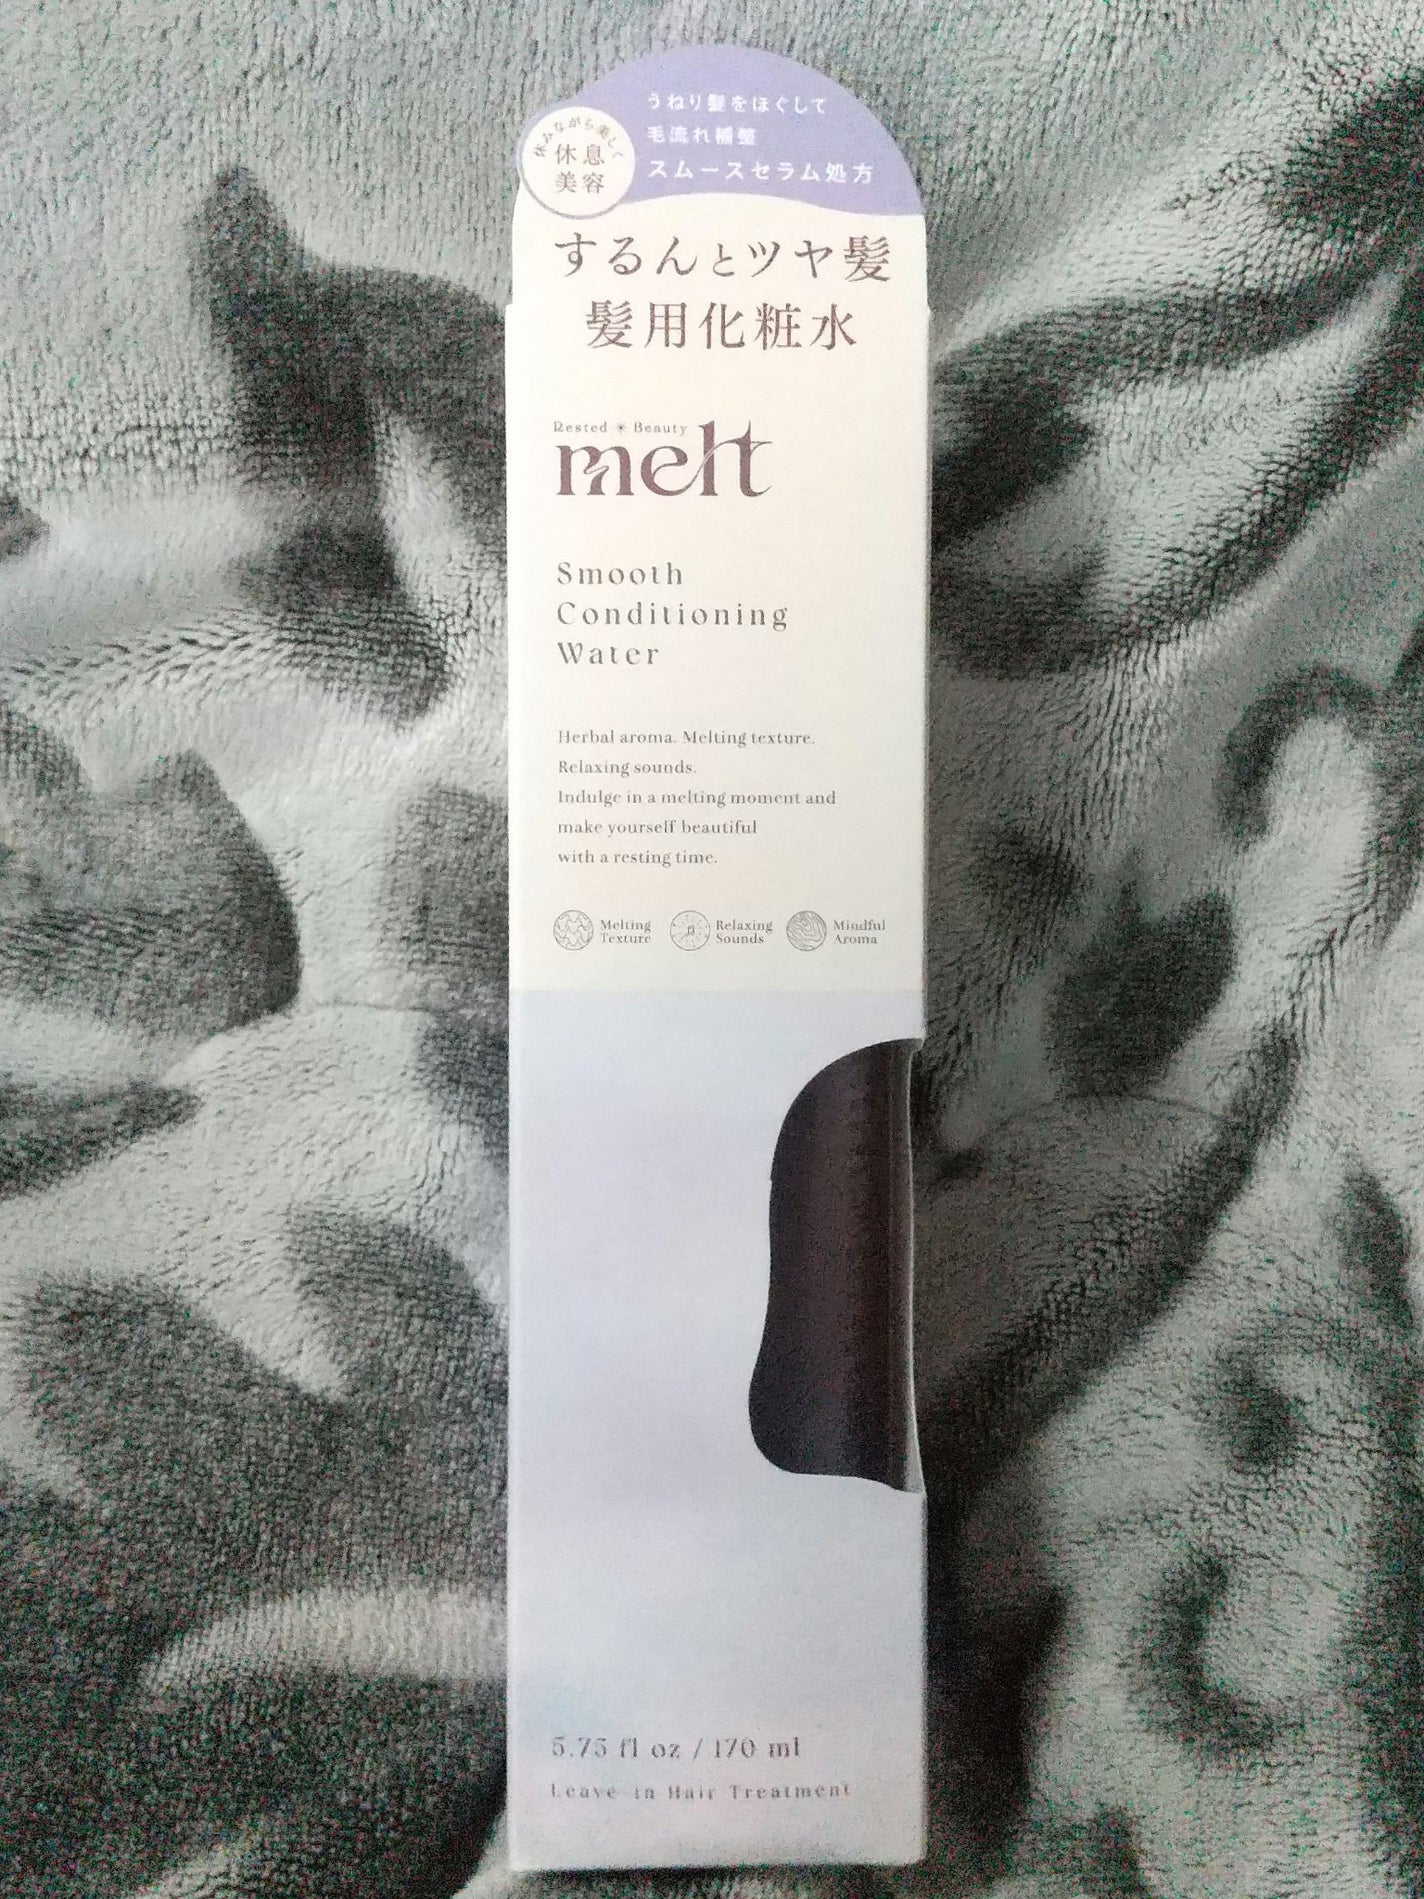 うねり髪をほぐして
毛流れ補整
スムースセラム処方
休みながら美しく
休息
美容
するんとツヤ髪
髪用化粧水
Rested * Beauty
melt
Smooth
Conditioning
Water
Herbal aroma. Melting texture.
Relaxing sounds.
Indulge in a melting moment and
make yourself beautiful
with a resting time.
Melting
Texture
Relaxing
Sounds
Mindful
Aroma
5.75 fl oz / 170 ml
Leave-in Hair Treatment